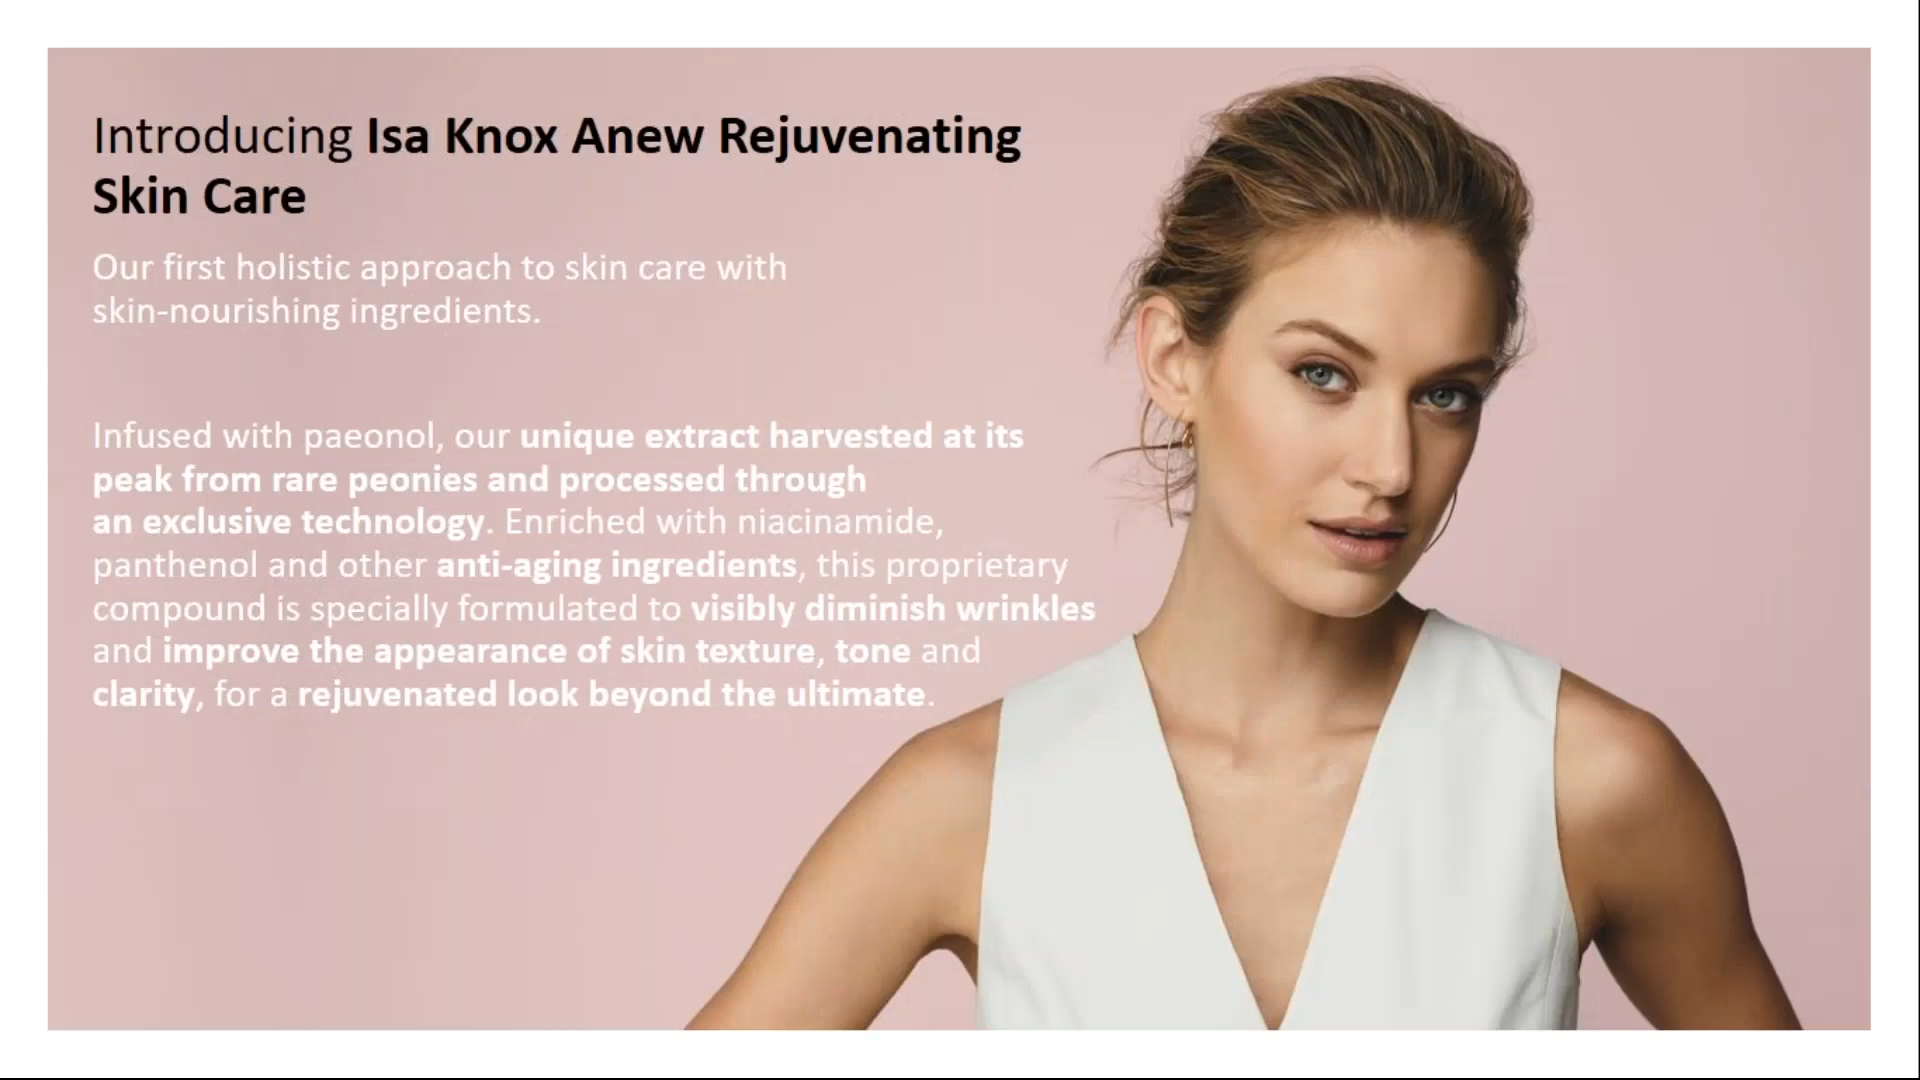 Introducing Isa Knox Anew Rejuvenating
Skin Care
Our first holistic approach to skin care with
skin-nourishing ingredients.
Infused with paeonol, our unique extract harvested at its
peak from rare peonies and processed through
an exclusive technology. Enriched with niacinamide,
panthenol and other anti-aging ingredients, this proprietary
compound is specially formulated to visibly diminish wrinkles
and improve the appearance of skin texture, tone and
clarity, for a rejuvenated look beyond the ultimate.